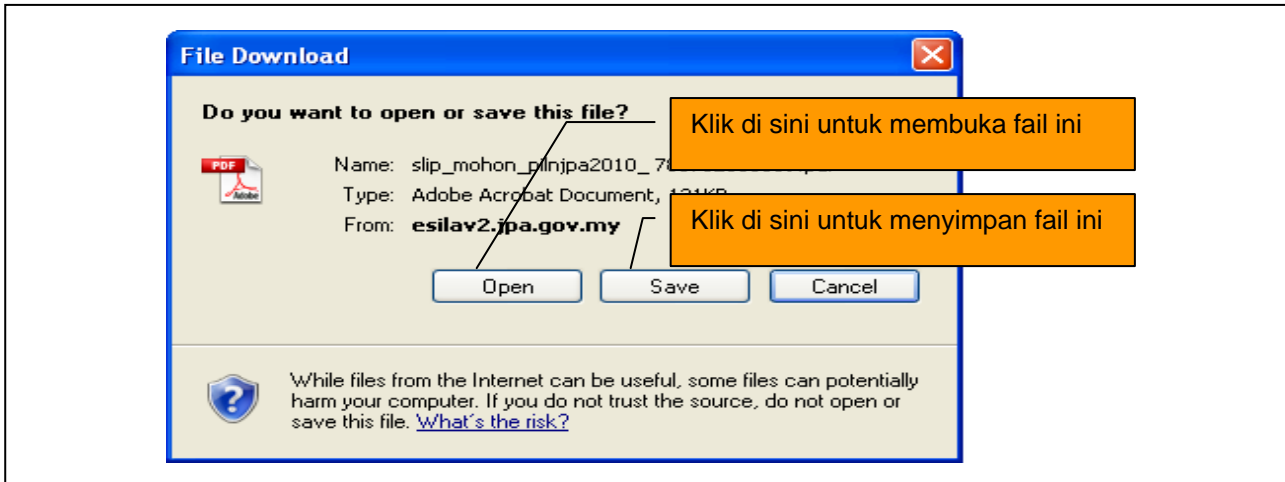 File Download
Do you want to open or save this file?
Klik di sini untuk membuka fail ini
PDF
Adobe
Name: slip_mohon_pilnjpa2010_
Type: Adobe Acrobat Document,
From: esilav2.jpa.gov.my
Klik di sini untuk menyimpan fail ini
Open Save Cancel
While files from the Internet can be useful, some files can potentially
harm your computer. If you do not trust the source, do not open or
save this file. What's the risk?